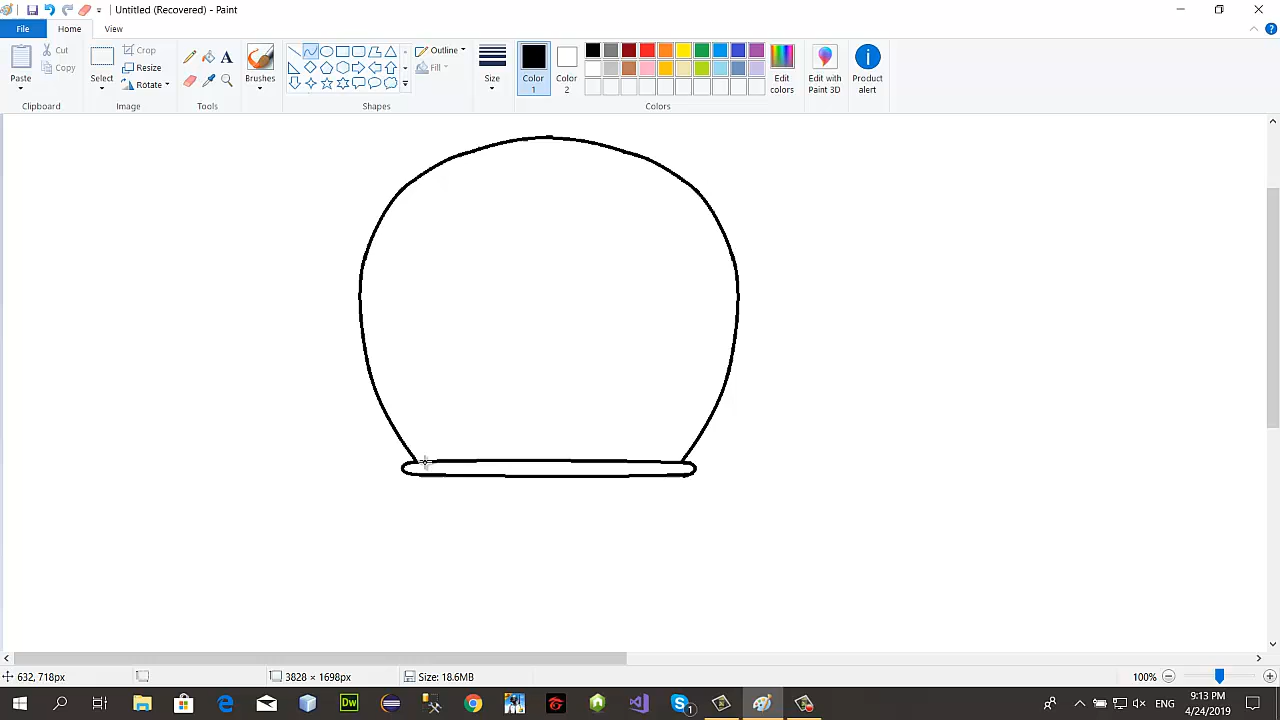 Untitled (Recovered) - Paint
File
Home
View
Paste
Cut
Copy
Clipboard
Select
Crop
Resize
Rotate
Image
A
Tools
Brushes
Outline
Fill
Shapes
Size
Color
1
Color
2
Edit
colors
Colors
Edit with
Paint 3D
Product
alert
632, 718px
3828 × 1698px
Size: 18.6MB
100%
Dw
1
ENG
9:13 PM
4/24/2019